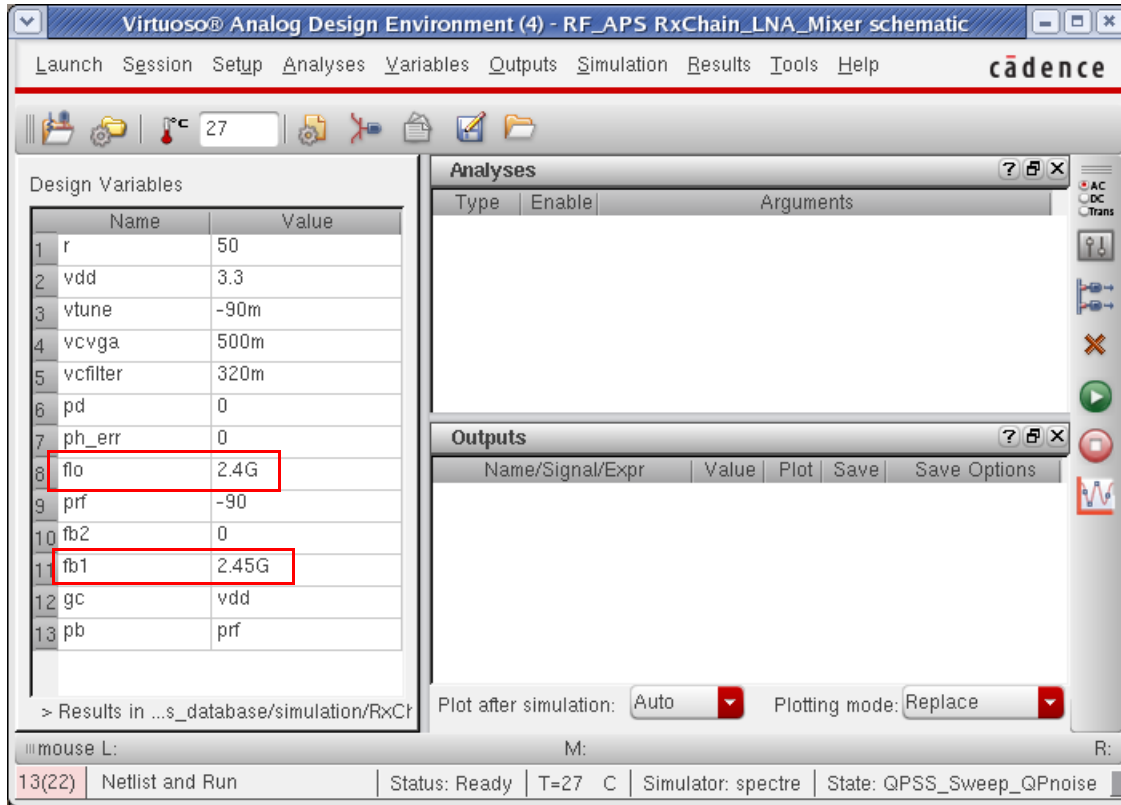 Virtuoso® Analog Design Environment (4) - RF_APS RxChain_LNA_Mixer schematic
Launch Session Setup Analyses Variables Outputs Simulation Results Tools Help cādence
°C 27
Design Variables
Name Value
1 r 50
2 vdd 3.3
3 vtune -90m
4 vcvga 500m
5 vcfilter 320m
6 pd 0
7 ph_err 0
8 flo 2.4G
9 prf -90
10 fb2 0
11 fb1 2.45G
12 gc vdd
13 pb prf
> Results in ...s_database/simulation/RxCh
Analyses ?
Type Enable Arguments
Outputs ?
Name/Signal/Expr Value Plot Save Save Options
Plot after simulation: Auto Plotting mode: Replace
AC
DC
Trans
mouse L: M: R:
13(22) Netlist and Run Status: Ready T=27 C Simulator: spectre State: QPSS_Sweep_QPnoise